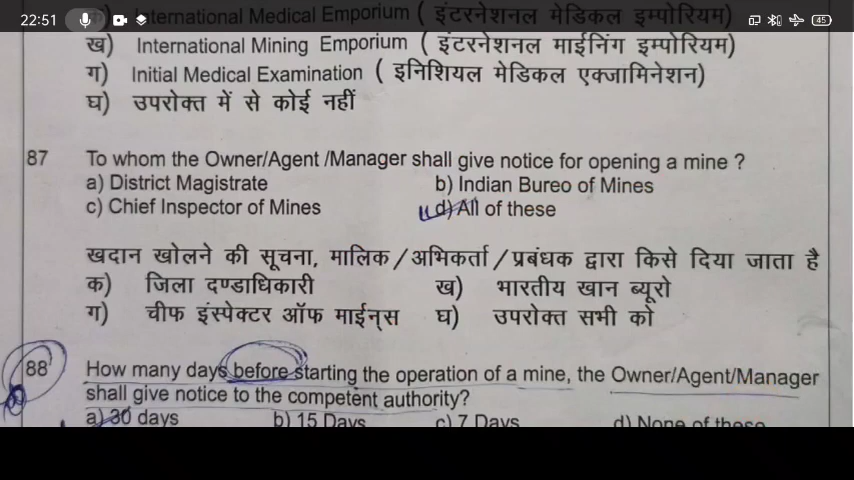 22:51
45
International Medical Emporium ( इंटरनेशनल मेडिकल इम्पोरियम)
ख) International Mining Emporium ( इंटरनेशनल माईनिंग इम्पोरियम)
ग) Initial Medical Examination ( इनिशियल मेडिकल एक्जामिनेशन)
घ) उपरोक्त में से कोई नहीं
87 To whom the Owner/Agent /Manager shall give notice for opening a mine ?
a) District Magistrate b) Indian Bureo of Mines
c) Chief Inspector of Mines d) All of these
खदान खोलने की सूचना, मालिक/अभिकर्ता/प्रबंधक द्वारा किसे दिया जाता है
क) जिला दण्डाधिकारी ख) भारतीय खान ब्यूरो
ग) चीफ इंस्पेक्टर ऑफ माईन्स घ) उपरोक्त सभी को
88 How many days before starting the operation of a mine, the Owner/Agent/Manager
shall give notice to the competent authority?
a) 30 days b) 15 Days c) 7 Days d) None of these